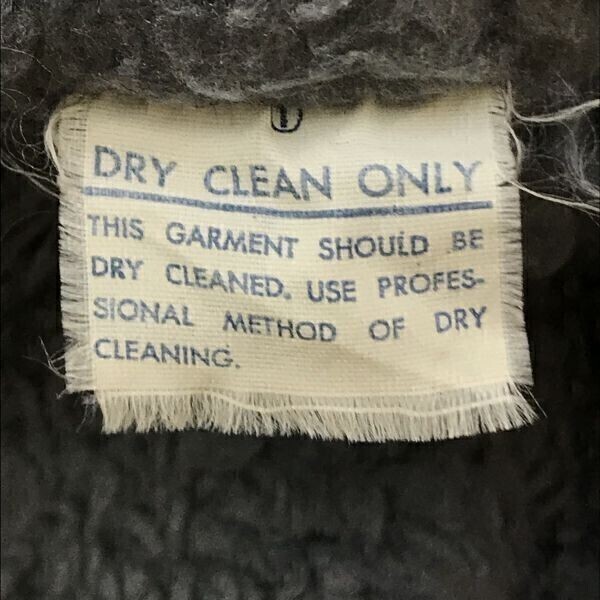 DRY CLEAN ONLY
THIS GARMENT SHOULD BE
DRY CLEANED. USE PROFES-
SIONAL METHOD OF DRY
CLEANING.